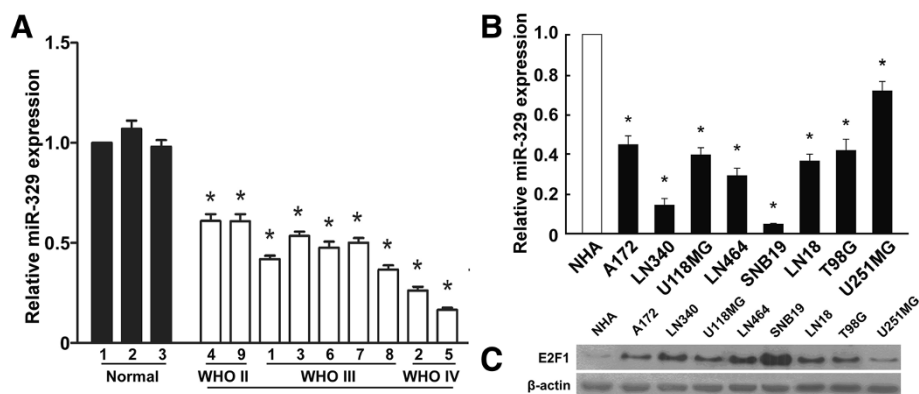 A
Relative miR-329 expression
1.5
1.0
0.5
0
* * * * * * * * *
1 2 3 4 9 1 3 6 7 8 2 5
Normal WHO II WHO III WHO IV
B
Relative miR-329 expression
1.0
0.8
0.6
0.4
0.2
0
* * * * * * * *
NHA A172 LN340 U118MG LN464 SNB19 LN18 T98G U251MG
C
NHA A172 LN340 U118MG LN464 SNB19 LN18 T98G U251MG
E2F1
β-actin